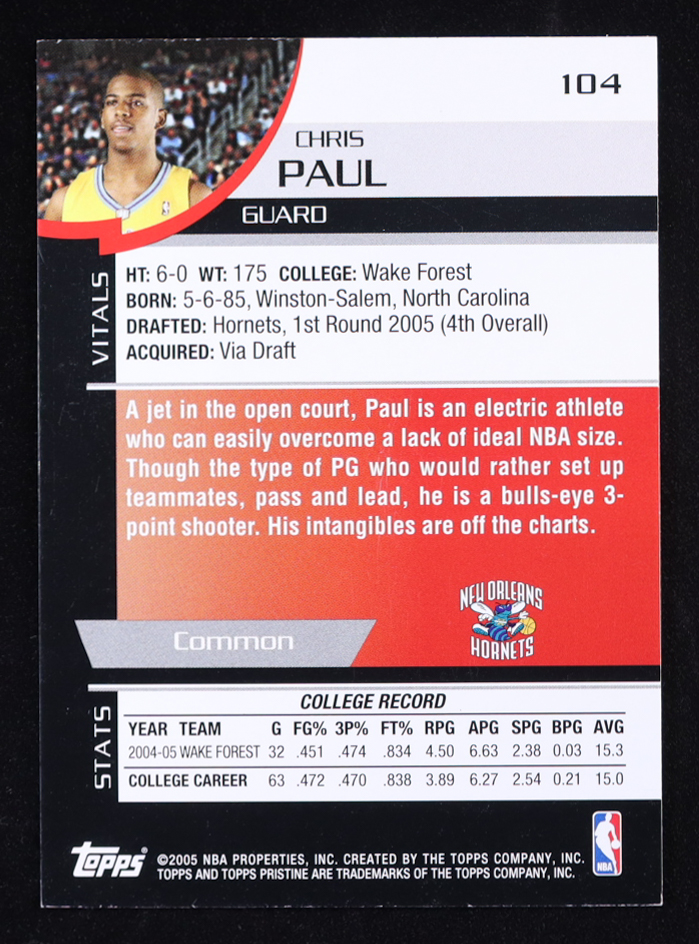 104
CHRIS
PAUL
GUARD
VITALS
HT: 6-0 WT: 175 COLLEGE: Wake Forest
BORN: 5-6-85, Winston-Salem, North Carolina
DRAFTED: Hornets, 1st Round 2005 (4th Overall)
ACQUIRED: Via Draft
A jet in the open court, Paul is an electric athlete
who can easily overcome a lack of ideal NBA size.
Though the type of PG who would rather set up
teammates, pass and lead, he is a bulls-eye 3-
point shooter. His intangibles are off the charts.
NEW ORLEANS
HORNETS
Common
STATS
COLLEGE RECORD
YEAR TEAM G FG% 3P% FT% RPG APG SPG BPG AVG
2004-05 WAKE FOREST 32 .451 .474 .834 4.50 6.63 2.38 0.03 15.3
COLLEGE CAREER 63 .472 .470 .838 3.89 6.27 2.54 0.21 15.0
Topps
©2005 NBA PROPERTIES, INC. CREATED BY THE TOPPS COMPANY, INC.
TOPPS AND TOPPS PRISTINE ARE TRADEMARKS OF THE TOPPS COMPANY, INC.
NBA